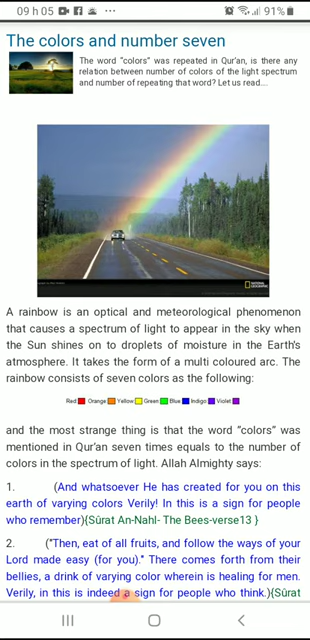 09 h 05
91%
The colors and number seven
The word "colors" was repeated in Qur'an, is there any
relation between number of colors of the light spectrum
and number of repeating that word? Let us read....
NATIONAL
GEOGRAPHIC
A rainbow is an optical and meteorological phenomenon
that causes a spectrum of light to appear in the sky when
the Sun shines on to droplets of moisture in the Earth's
atmosphere. It takes the form of a multi coloured arc. The
rainbow consists of seven colors as the following:
Red Orange Yellow Green Blue Indigo Violet
and the most strange thing is that the word "colors" was
mentioned in Qur'an seven times equals to the number of
colors in the spectrum of light. Allah Almighty says:
1. (And whatsoever He has created for you on this
earth of varying colors Verily! In this is a sign for people
who remember){Sûrat An-Nahl- The Bees-verse13 }
2. ("Then, eat of all fruits, and follow the ways of your
Lord made easy (for you)." There comes forth from their
bellies, a drink of varying color wherein is healing for men.
Verily, in this is indeed a sign for people who think.){Sûrat